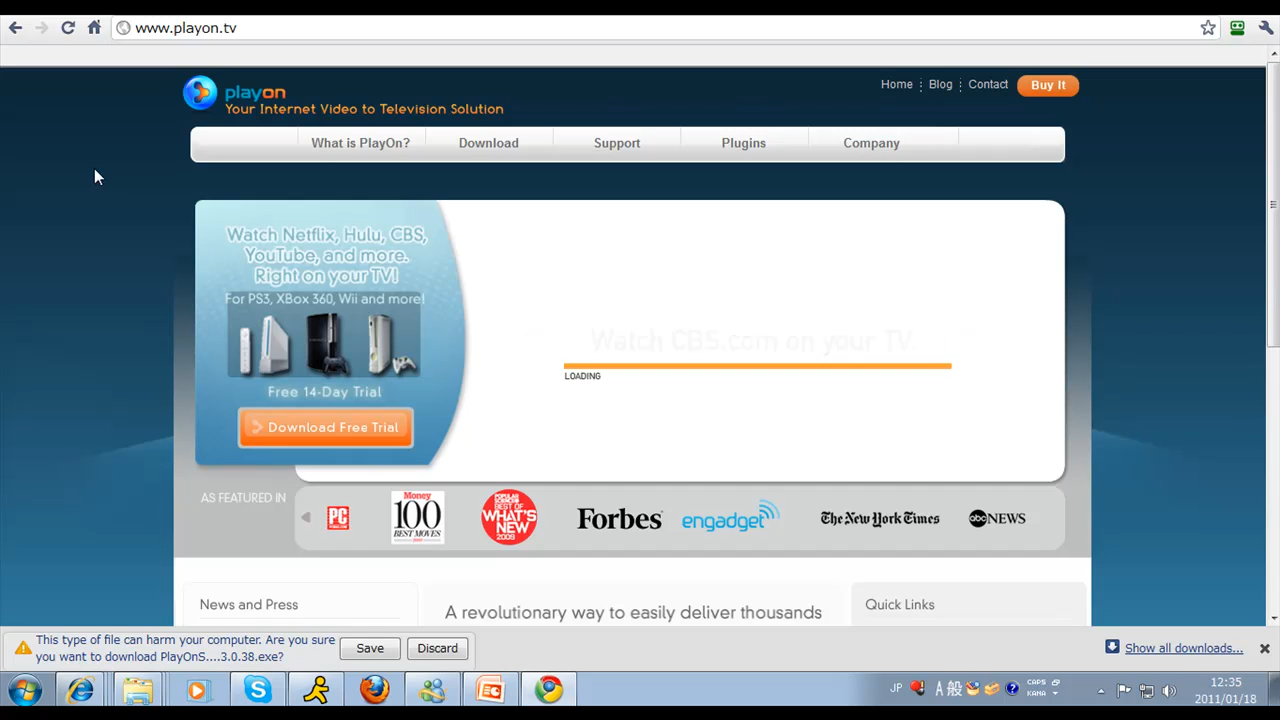 www.playon.tv
playon
Your Internet Video to Television Solution
Home
Blog
Contact
Buy It
What is PlayOn?
Download
Support
Plugins
Company
Watch Netflix, Hulu, CBS,
YouTube, and more.
Right on your TV!
For PS3, XBox 360, Wii and more!
Free 14-Day Trial
Download Free Trial
Watch CBS.com on your TV.
LOADING
AS FEATURED IN
PC
Money
100
BEST MOVES
POPULAR SCIENCE
BEST OF
WHAT'S
NEW
2009
Forbes
engadget
The New York Times
abc NEWS
News and Press
A revolutionary way to easily deliver thousands
Quick Links
This type of file can harm your computer. Are you sure
you want to download PlayOnS....3.0.38.exe?
Save
Discard
Show all downloads...
JP
A 般
CAPS
KANA
12:35
2011/01/18